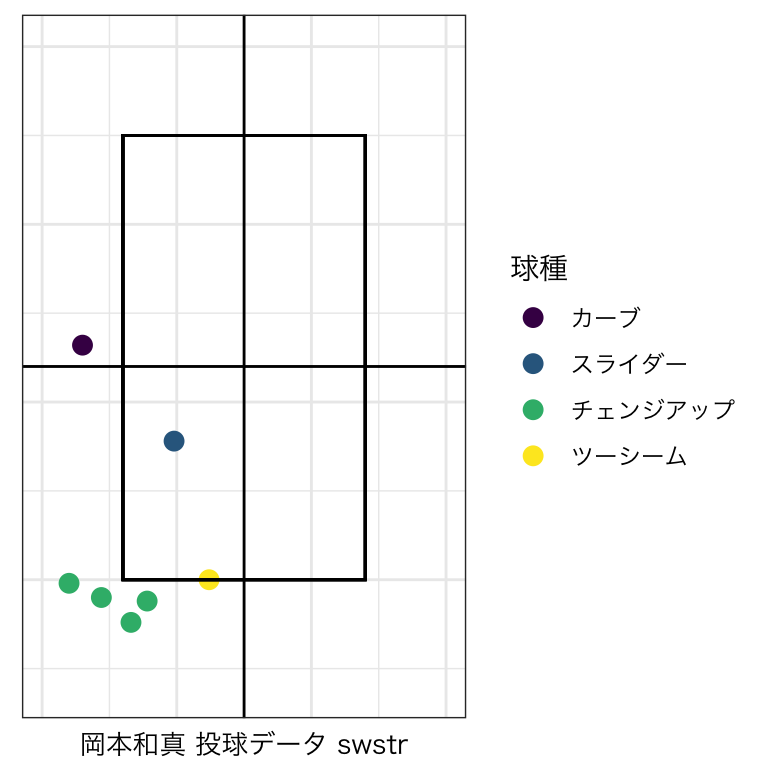 球種
カーブ
スライダー
チェンジアップ
ツーシーム
岡本和真 投球データ swstr